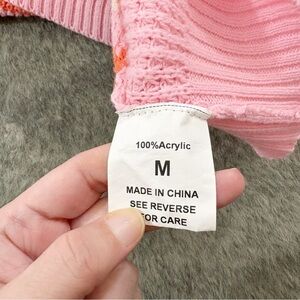 100%Acrylic
M
MADE IN CHINA
SEE REVERSE
FOR CARE